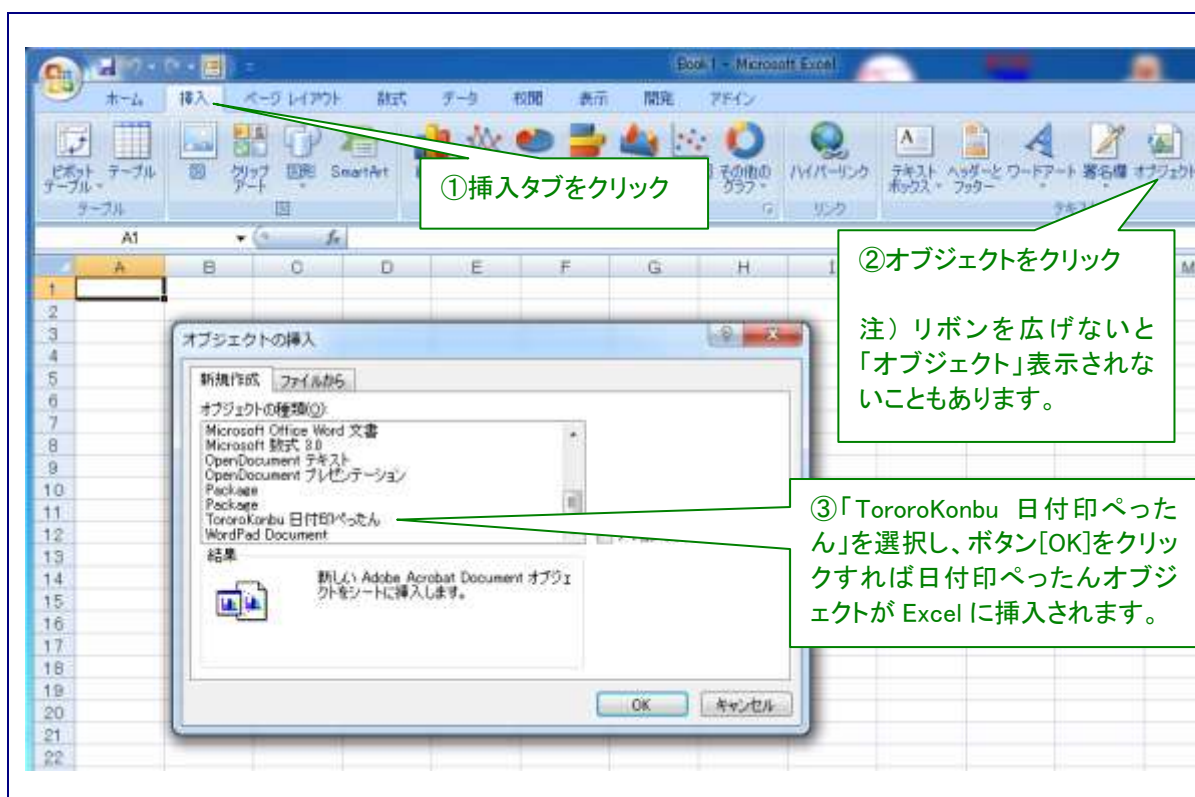 Book1 - Microsoft Excel
ホーム 挿入 ページ レイアウト 数式 データ 校閲 表示 開発 アドイン
ピボット テーブル 図 クリップ 図形 SmartArt その他の ハイパーリンク テキスト ヘッダーと ワードアート 署名欄 オブジェクト
テーブル アート グラフ ボックス フッター
テーブル 図 リンク
①挿入タブをクリック
A1 fx
A B C D E F G H I M
②オブジェクトをクリック
注) リボンを広げないと
「オブジェクト」表示されな
いこともあります。
1
2
3
4
5
6
7
8
9
10
11
12
13
14
15
16
17
18
19
20
21
22
オブジェクトの挿入
新規作成 ファイルから
オブジェクトの種類(O):
Microsoft Office Word 文書
Microsoft 数式 3.0
OpenDocument テキスト
OpenDocument プレゼンテーション
Package
Package
TororoKonbu 日付印ぺったん
WordPad Document
結果
新しい Adobe Acrobat Document オブジェ
クトをシートに挿入します。
OK キャンセル
③「TororoKonbu 日付印ペった
ん」を選択し、ボタン[OK]をクリッ
クすれば日付印ぺったんオブジ
ェクトが Excel に挿入されます。